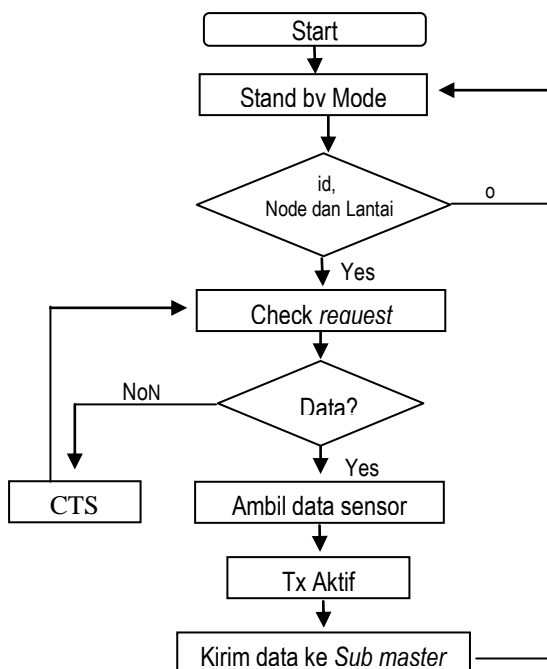 Start
Stand by Mode
id,
Node dan Lantai
o
Yes
Check request
NoN
Data?
Yes
CTS
Ambil data sensor
Tx Aktif
Kirim data ke Sub master